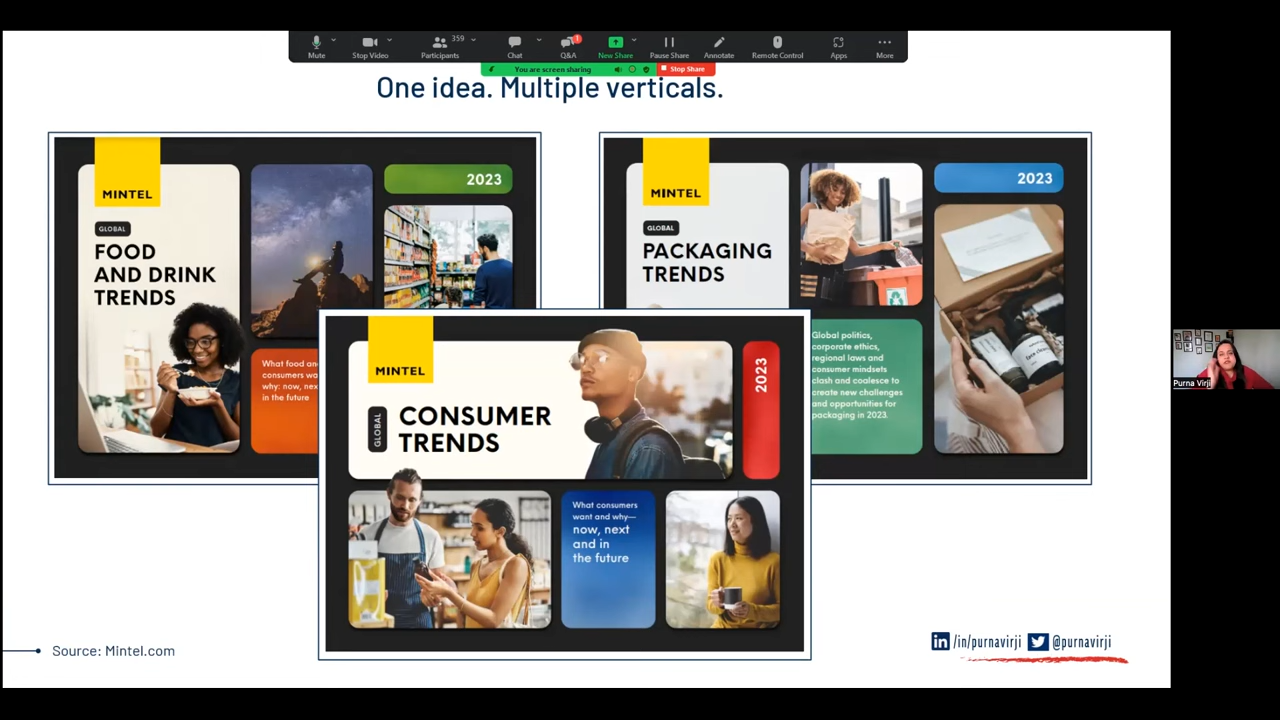 Mute
Stop Video
359
Participants
Chat
1
Q&A
New Share
Pause Share
Annotate
Remote Control
Apps
More
You are screen sharing
Stop Share
One idea. Multiple verticals.
MINTEL
GLOBAL
FOOD
AND DRINK
TRENDS
2023
What food an
consumers wa
why: now, nex
in the future
MINTEL
GLOBAL
PACKAGING
TRENDS
2023
Global politics,
corporate ethics,
regional laws and
consumer mindsets
clash and coalesce to
create new challenges
and opportunities for
packaging in 2023.
MINTEL
GLOBAL
CONSUMER
TRENDS
2023
What consumers
want and why—
now, next
and in
the future
Source: Mintel.com
in /in/purnavirji @purnavirji
Purna Virji